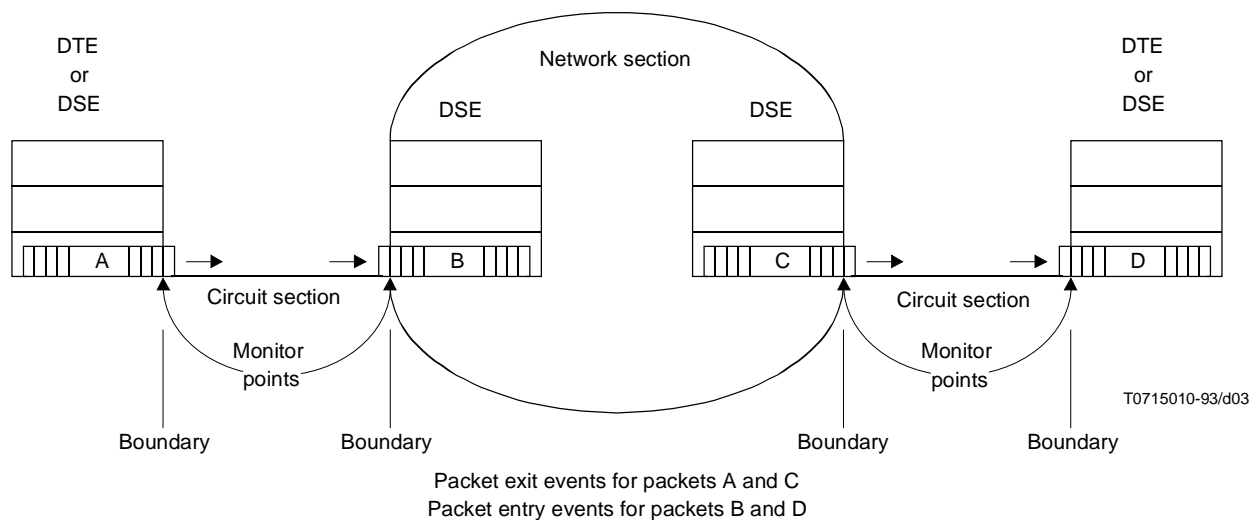 DTE
or
DSE
Network section
DTE
or
DSE
DSE
DSE
A
B
C
D
Circuit section
Circuit section
Monitor
points
Monitor
points
T0715010-93/d03
Boundary
Boundary
Boundary
Boundary
Packet exit events for packets A and C
Packet entry events for packets B and D